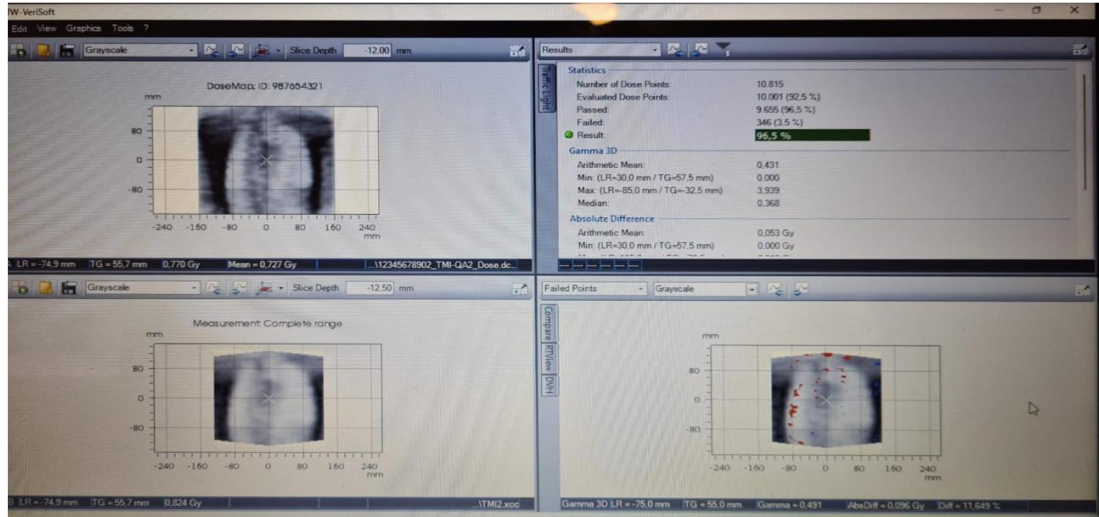 W-VeriSoft
Edit View Graphics Tools ?
Grayscale Slice Depth -12.00 mm
DoseMap; ID: 987654321
mm
80
0
-80
-240 -160 -80 0 80 160 240
mm
LR = -74.9 mm TG = 55,7 mm 0,770 Gy Mean = 0,727 Gy ...\12345678902_TMI-QA2_Dose.dc...
Results
Traffic Light
Statistics
Number of Dose Points: 10.815
Evaluated Dose Points: 10.001 (92,5 %)
Passed: 9.655 (96,5 %)
Failed: 346 (3.5 %)
Result: 96,5 %
Gamma 3D
Arithmetic Mean: 0,431
Min: (LR=30,0 mm / TG=57,5 mm) 0,000
Max: (LR=-85,0 mm / TG=-32,5 mm) 3,939
Median: 0,368
Absolute Difference
Arithmetic Mean: 0,053 Gy
Min: (LR=30.0 mm / TG=57,5 mm) 0,000 Gy
Grayscale Slice Depth -12.50 mm
Measurement: Complete range
mm
80
0
-80
-240 -160 -80 0 80 160 240
mm
B LR = -74.9 mm TG = 55,7 mm 0,824 Gy ...\TMI2.xcc
Failed Points Grayscale
Compare RTView DVH
mm
80
0
-80
-240 -160 -80 0 80 160 240
mm
Gamma 3D LR = -75,0 mm TG = 55,0 mm Gamma = 0,491 AbsDiff = 0,096 Gy Diff = 11,649 %